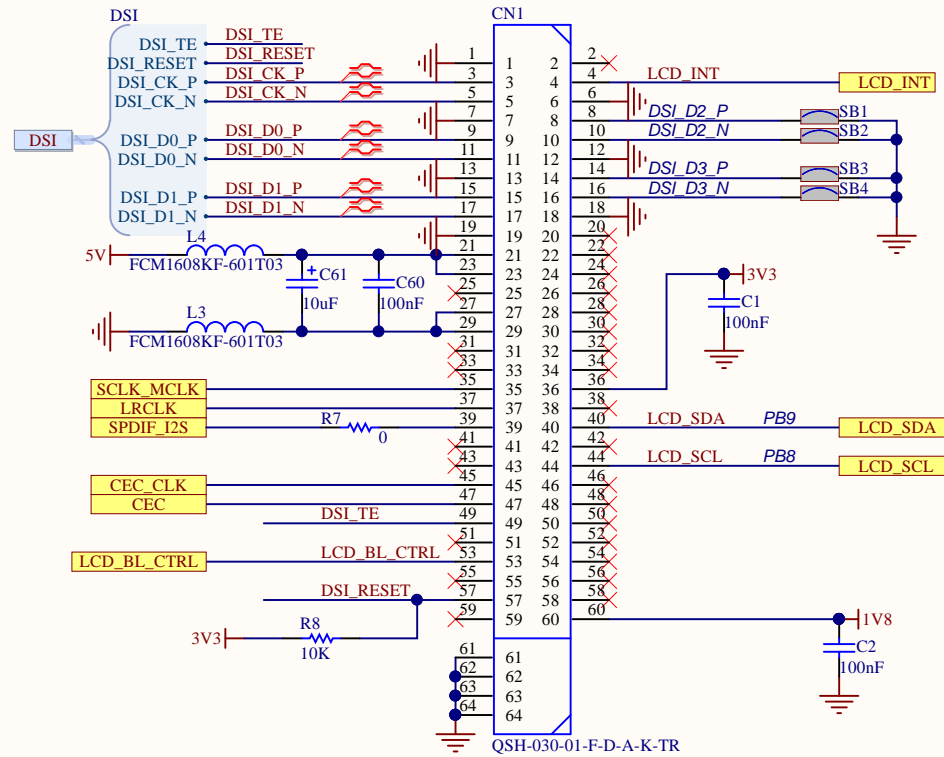 DSI
CN1
DSI_TE DSI_TE
DSI_RESET DSI_RESET
DSI_CK_P DSI_CK_P
DSI_CK_N DSI_CK_N
DSI
DSI_D0_P DSI_D0_P
DSI_D0_N DSI_D0_N
DSI_D1_P DSI_D1_P
DSI_D1_N DSI_D1_N
1 1 2 2
3 3 4 4 LCD_INT LCD_INT
5 5 6 6
7 7 8 8 DSI_D2_P SB1
9 9 10 10 DSI_D2_N SB2
11 11 12 12
13 13 14 14 DSI_D3_P SB3
15 15 16 16 DSI_D3_N SB4
17 17 18 18
19 19 20 20
5V L4 FCM1608KF-601T03
21 21 22 22
23 23 24 24
C61 10uF
C60 100nF
25 25 26 26
27 27 28 28
L3 FCM1608KF-601T03
29 29 30 30
3V3
C1
100nF
31 31 32 32
33 33 34 34
SCLK_MCLK 35 35 36 36
LRCLK 37 37 38 38
SPDIF_I2S R7 0 39 39 40 40 LCD_SDA PB9 LCD_SDA
41 41 42 42
43 43 44 44 LCD_SCL PB8 LCD_SCL
CEC_CLK 45 45 46 46
CEC 47 47 48 48
DSI_TE 49 49 50 50
51 51 52 52
LCD_BL_CTRL LCD_BL_CTRL 53 53 54 54
55 55 56 56
DSI_RESET 57 57 58 58
59 59 60 60 1V8
3V3 R8 10K
C2
100nF
61 61
62 62
63 63
64 64
QSH-030-01-F-D-A-K-TR